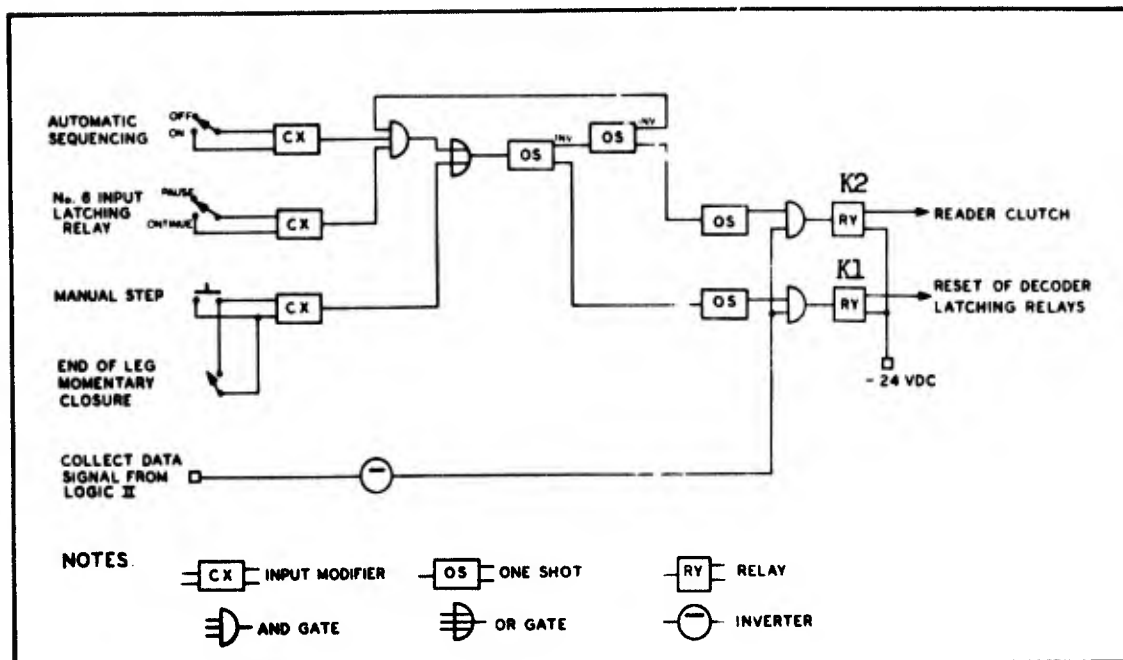 AUTOMATIC
SEQUENCING
OFF
ON
CX
No. 6 INPUT
LATCHING
RELAY
PAUSE
ONTINUE
CX
MANUAL STEP
CX
END OF LEG
MOMENTARY
CLOSURE
COLLECT DATA
SIGNAL FROM
LOGIC II
OS
INV
OS
INV
OS
K2
RY
READER CLUTCH
OS
K1
RY
RESET OF DECODER
LATCHING RELAYS
- 24 VDC
NOTES.
CX INPUT MODIFIER
OS ONE SHOT
RY RELAY
AND GATE
OR GATE
INVERTER